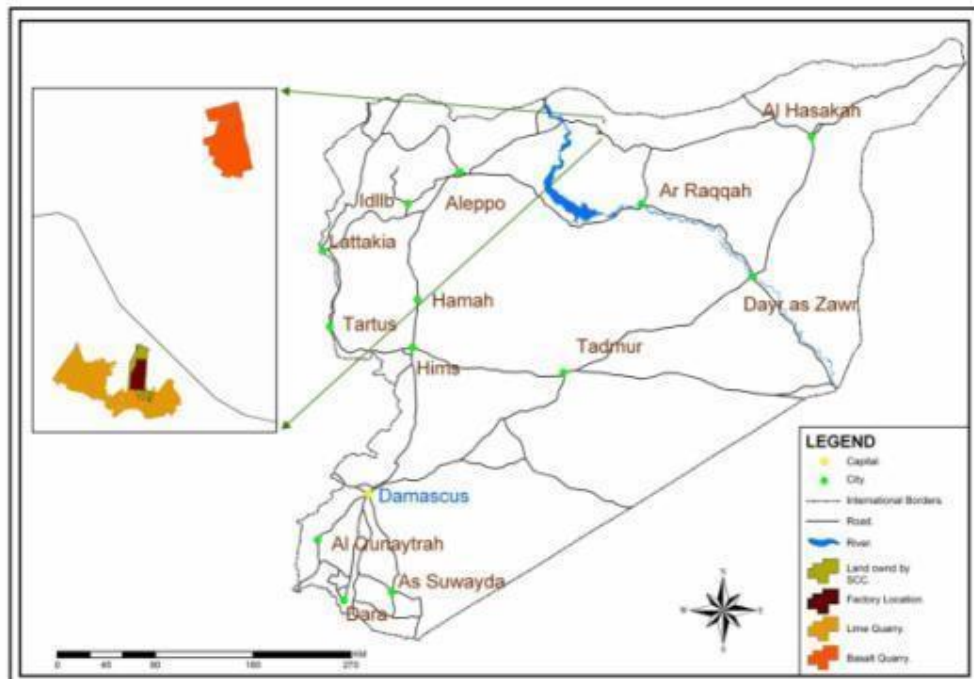 Al Hasakah
Idlib
Aleppo
Ar Raqqah
Lattakia
Hamah
Dayr as Zawr
Tartus
Tadmur
Hims
Damascus
Al Qunaytrah
As Suwayda
Dara
LEGEND
Capital
City
International Borders
Road
River
Land ownd by
SCC.
Factory Location
Lime Quarry
Basalt Quarry
N
W
E
S
0 45 90 180 270
KM